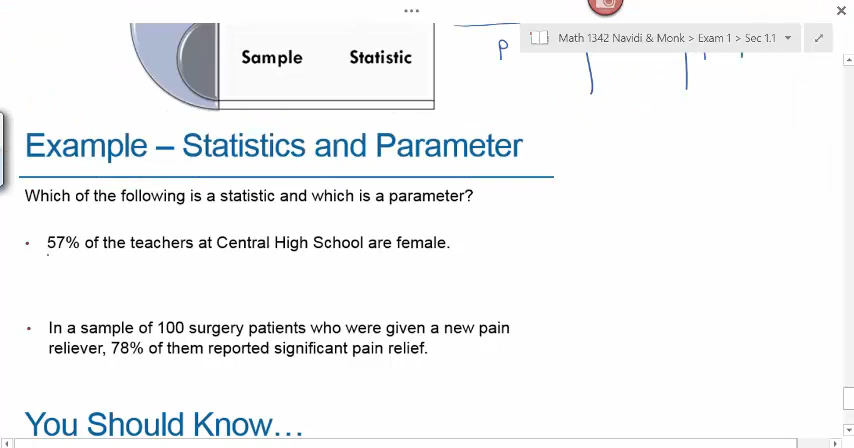 Math 1342 Navidi & Monk > Exam 1 > Sec 1.1
Sample Statistic
P
Example – Statistics and Parameter
Which of the following is a statistic and which is a parameter?
• 57% of the teachers at Central High School are female.
• In a sample of 100 surgery patients who were given a new pain
reliever, 78% of them reported significant pain relief.
You Should Know…